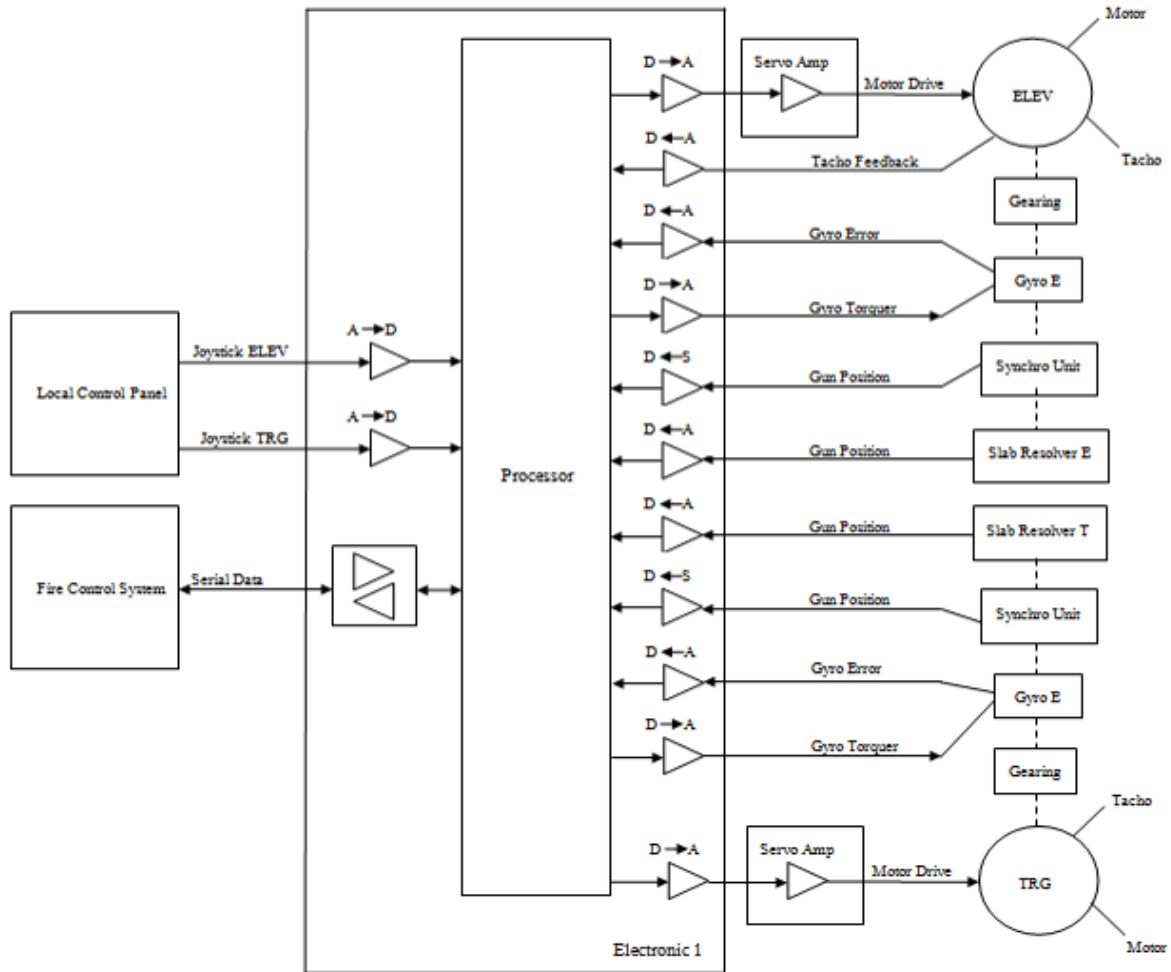 Motor
D→A
Servo Amp
Motor Drive
ELEV
D←A
Tacho Feedback
Tacho
Gearing
D←A
Gyro Error
Gyro E
D→A
Gyro Torquer
A→D
Joystick ELEV
D←S
Gun Position
Synchro Unit
Local Control Panel
A→D
Joystick TRG
D←A
Gun Position
Slab Resolver E
Processor
D←A
Gun Position
Slab Resolver T
Fire Control System
Serial Data
D←S
Gun Position
Synchro Unit
D←A
Gyro Error
Gyro E
D→A
Gyro Torquer
Gearing
Tacho
D→A
Servo Amp
Motor Drive
TRG
Electronic 1
Motor